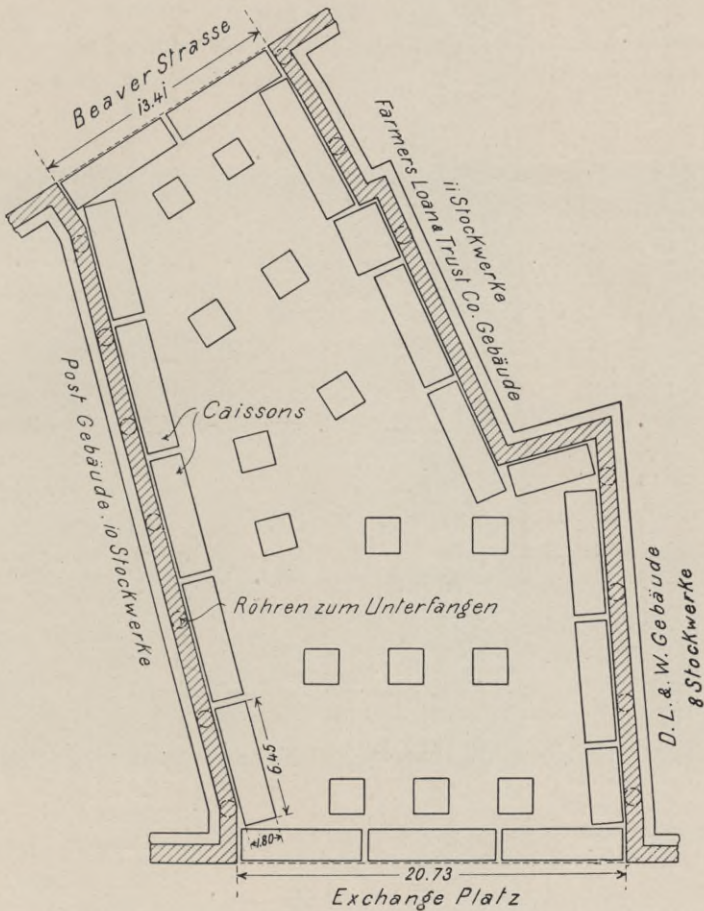 Beaver Strasse
13.41
Farmers Loan & Trust Co. Gebäude
11 Stockwerke
Post Gebäude. 10 Stockwerke
Caissons
Röhren zum Unterfangen
D. L. & W. Gebäude
8 Stockwerke
6.45
1.80
20.73
Exchange Platz